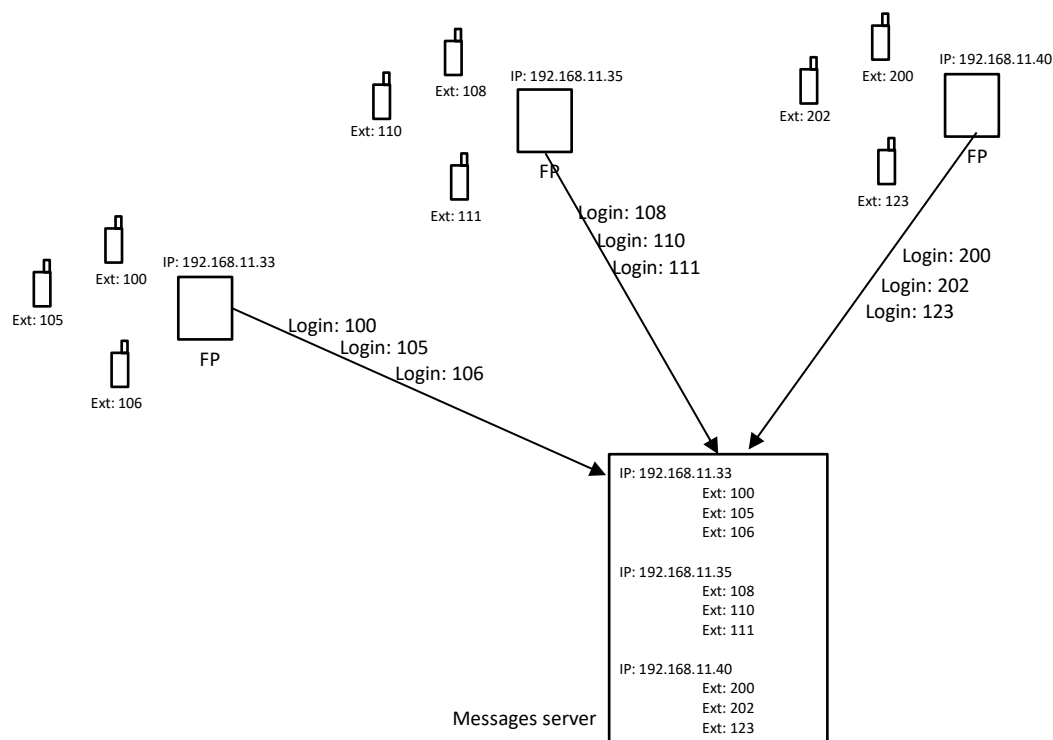 Ext: 200
IP: 192.168.11.40
Ext: 108
IP: 192.168.11.35
Ext: 202
Ext: 110
FP
FP
Ext: 123
Ext: 111
Login: 108
Login: 110
Login: 111
Login: 200
Login: 202
Login: 123
IP: 192.168.11.33
Ext: 100
Ext: 105
FP
Ext: 106
Login: 100
Login: 105
Login: 106
IP: 192.168.11.33
Ext: 100
Ext: 105
Ext: 106
IP: 192.168.11.35
Ext: 108
Ext: 110
Ext: 111
IP: 192.168.11.40
Ext: 200
Ext: 202
Ext: 123
Messages server